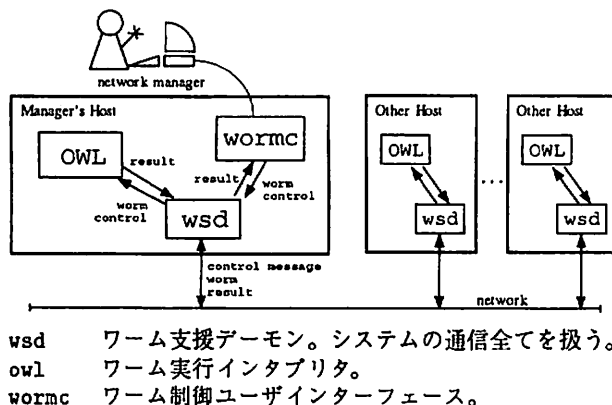 network manager
Manager's Host
Other Host
Other Host
OWL
result
wormc
result
worm
control
worm
control
wsd
OWL
wsd
...
OWL
wsd
control message
worm
result
network
wsd ワーム支援デーモン。システムの通信全てを扱う。
owl ワーム実行インタプリタ。
wormc ワーム制御ユーザインターフェース。